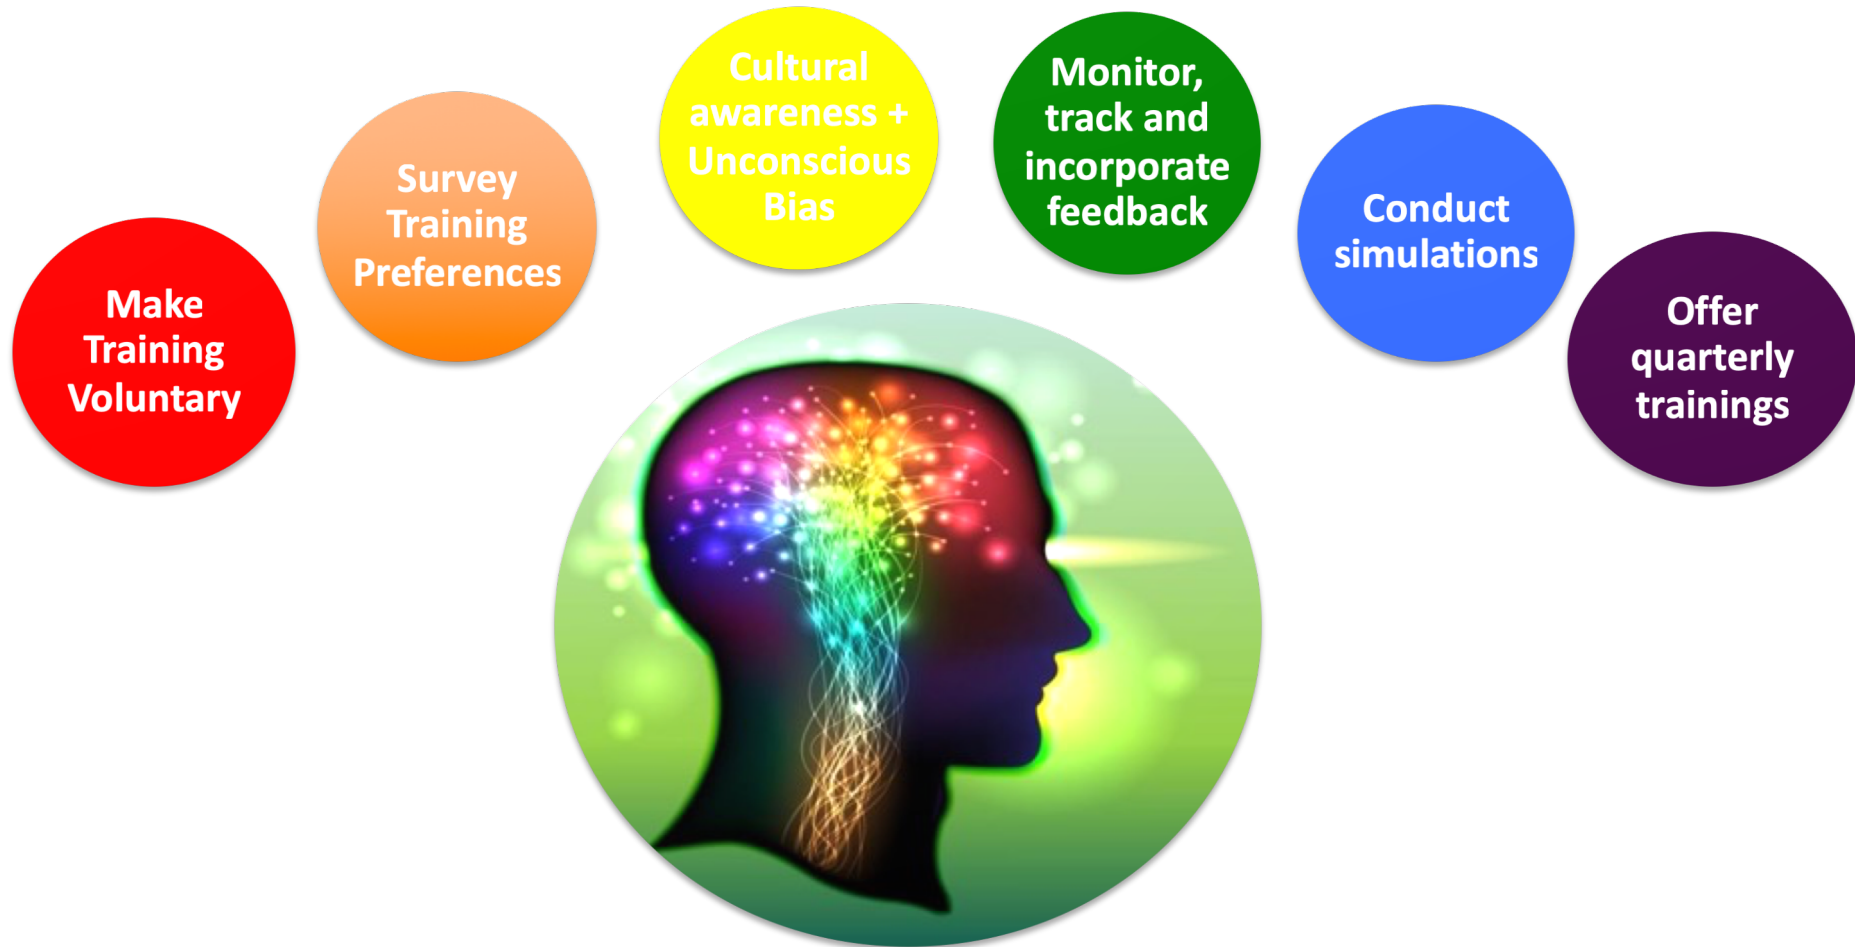 Make
Training
Voluntary
Survey
Training
Preferences
Cultural
awareness +
Unconscious
Bias
Monitor,
track and
incorporate
feedback
Conduct
simulations
Offer
quarterly
trainings